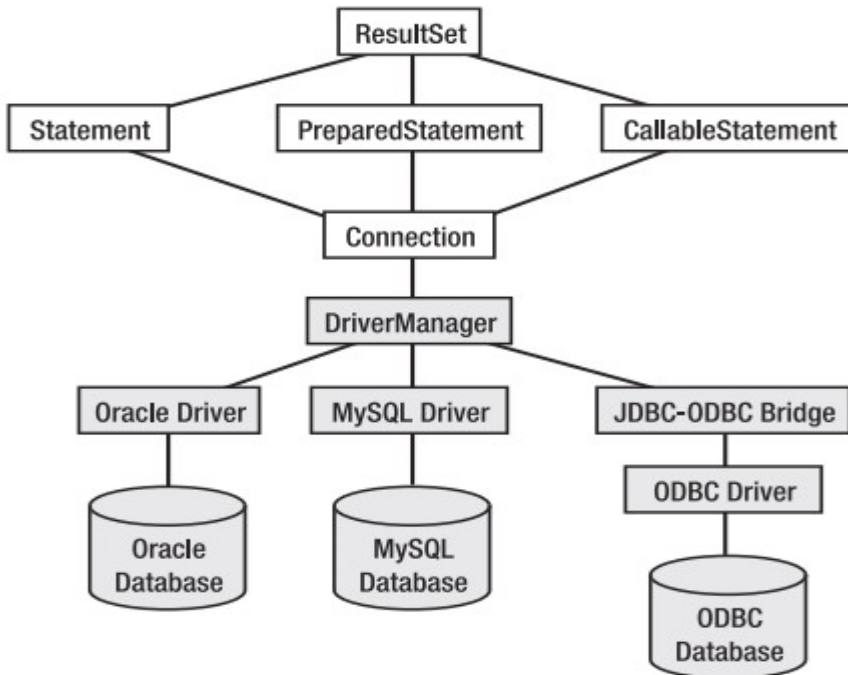 ResultSet
Statement
PreparedStatement
CallableStatement
Connection
DriverManager
Oracle Driver
MySQL Driver
JDBC-ODBC Bridge
ODBC Driver
Oracle
Database
MySQL
Database
ODBC
Database